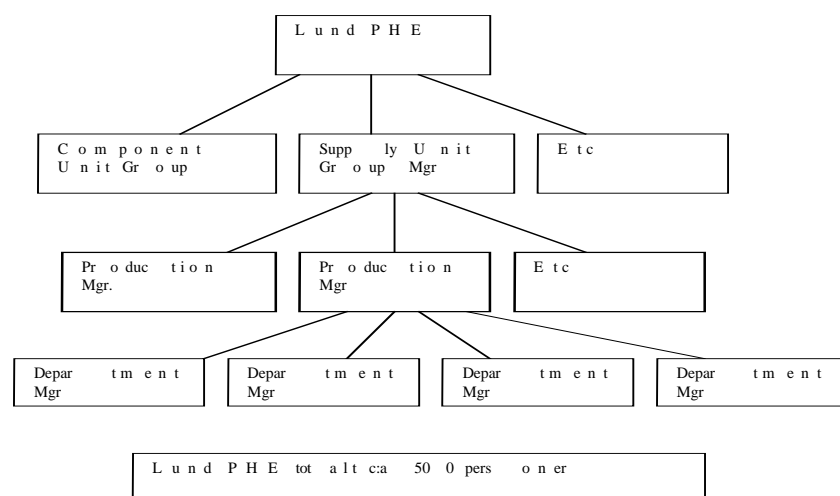 Lund PHE
Component
Unit Group
Supply Unit
Group Mgr
Etc
Production
Mgr.
Production
Mgr
Etc
Department
Mgr
Department
Mgr
Department
Mgr
Department
Mgr
Lund PHE totalt c:a 500 personer